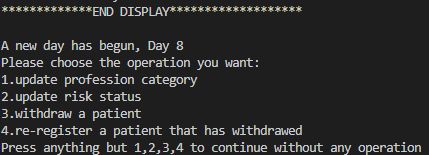 *************END DISPLAY*******************
A new day has begun, Day 8
Please choose the operation you want:
1.update profession category
2.update risk status
3.withdraw a patient
4.re-register a patient that has withdrawed
Press anything but 1,2,3,4 to continue without any operation